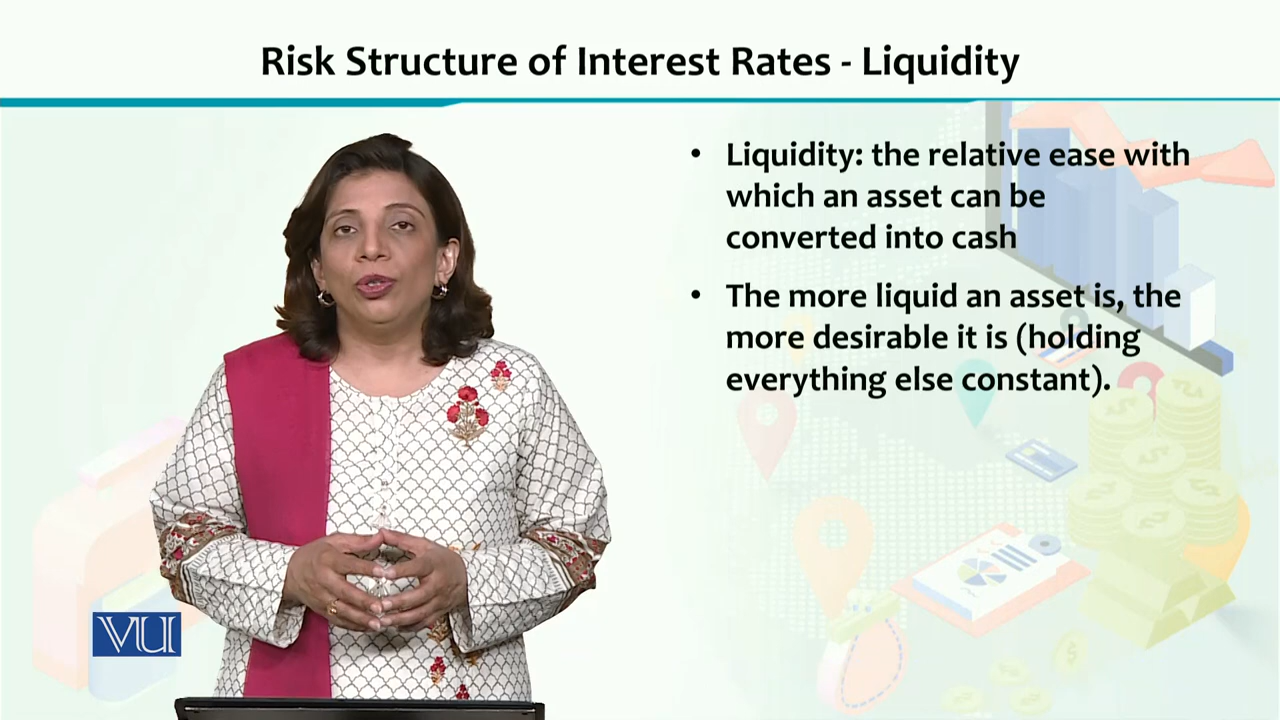 Risk Structure of Interest Rates - Liquidity
• Liquidity: the relative ease with
which an asset can be
converted into cash
• The more liquid an asset is, the
more desirable it is (holding
everything else constant).
VU